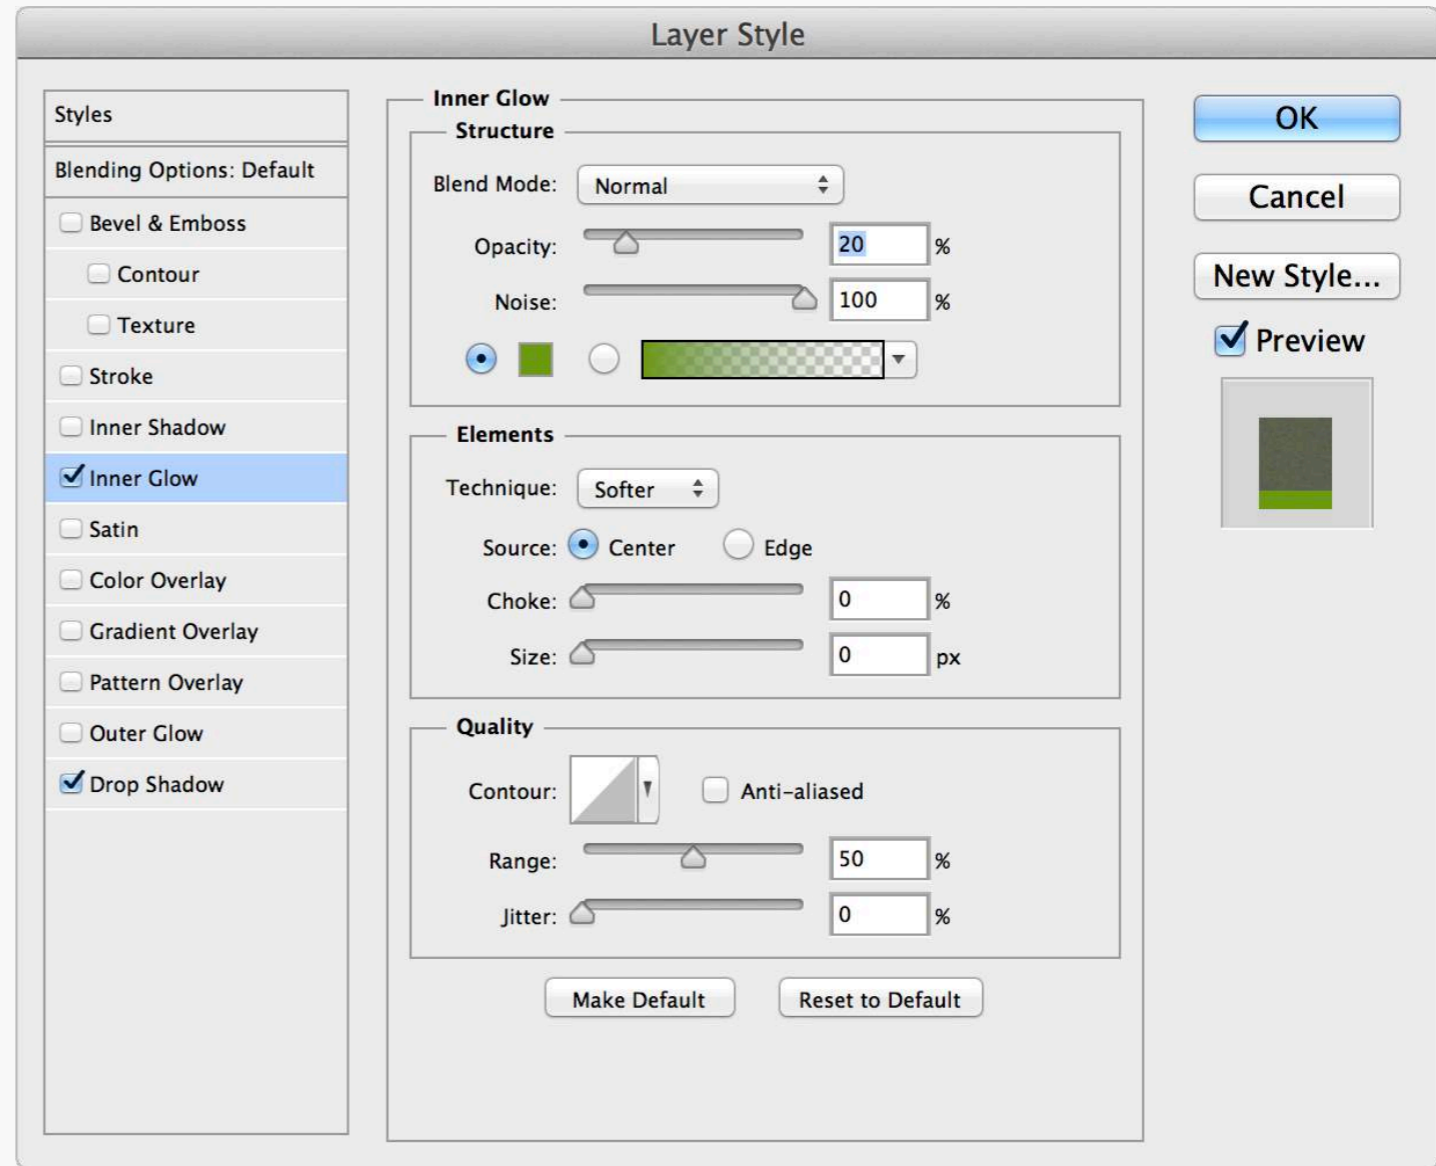 Layer Style
Styles
Blending Options: Default
Bevel & Emboss
Contour
Texture
Stroke
Inner Shadow
Inner Glow
Satin
Color Overlay
Gradient Overlay
Pattern Overlay
Outer Glow
Drop Shadow
Inner Glow
Structure
Blend Mode: Normal
Opacity: 20 %
Noise: 100 %
Elements
Technique: Softer
Source: Center Edge
Choke: 0 %
Size: 0 px
Quality
Contour: Anti-aliased
Range: 50 %
Jitter: 0 %
Make Default Reset to Default
OK
Cancel
New Style...
Preview